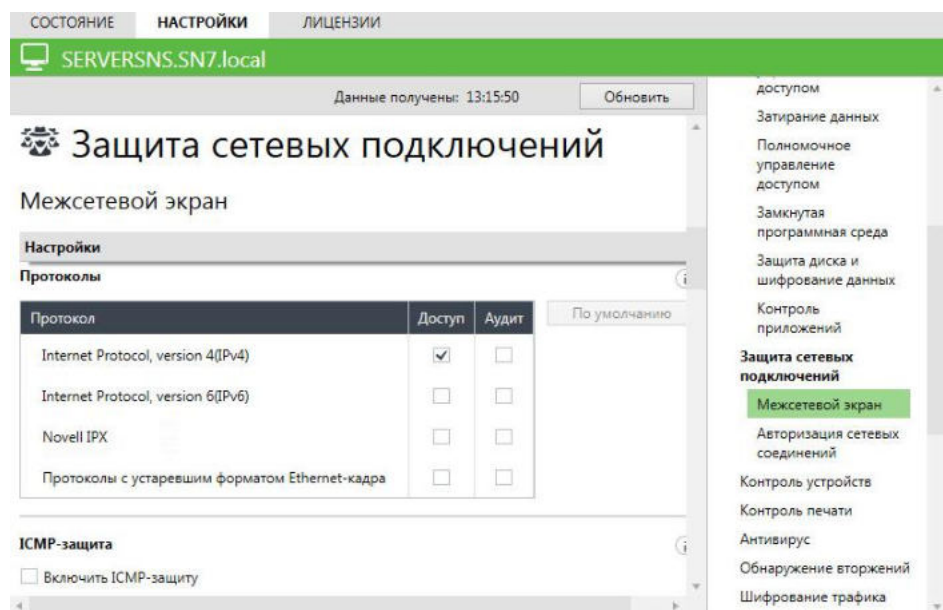 СОСТОЯНИЕ НАСТРОЙКИ ЛИЦЕНЗИИ
SERVERSNS.SN7.local
Данные получены: 13:15:50 Обновить
Защита сетевых подключений
Межсетевой экран
Настройки
Протоколы
Протокол Доступ Аудит По умолчанию
Internet Protocol, version 4(IPv4)
Internet Protocol, version 6(IPv6)
Novell IPX
Протоколы с устаревшим форматом Ethernet-кадра
ICMP-защита
Включить ICMP-защиту
доступом
Затирание данных
Полномочное
управление
доступом
Замкнутая
программная среда
Защита диска и
шифрование данных
Контроль
приложений
Защита сетевых
подключений
Межсетевой экран
Авторизация сетевых
соединений
Контроль устройств
Контроль печати
Антивирус
Обнаружение вторжений
Шифрование трафика